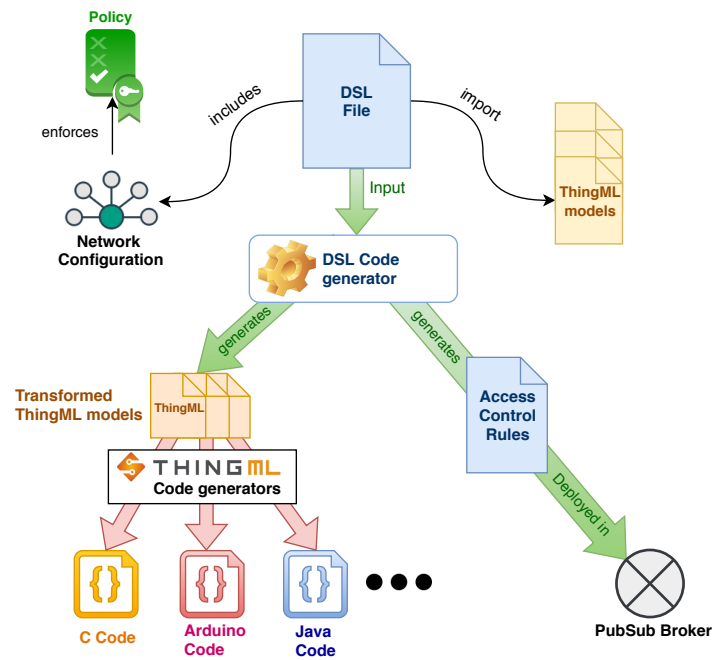 Policy
DSL
File
includes
import
enforces
ThingML
models
Input
Network
Configuration
DSL Code
generator
generates
generates
Transformed
ThingML models
ThingML
Access
Control
Rules
THINGML
Code generators
Deployed in
{}
{}
{}
C Code
Arduino
Code
Java
Code
PubSub Broker